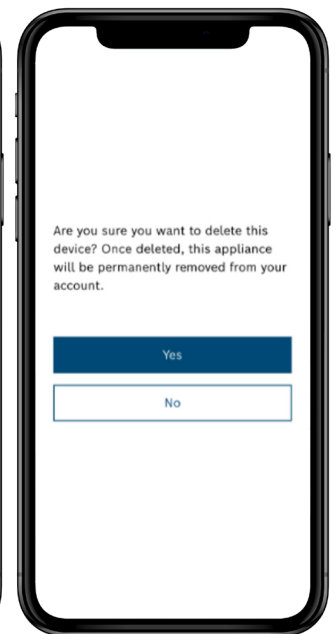 Are you sure you want to delete this
device? Once deleted, this appliance
will be permanently removed from your
account.
Yes
No